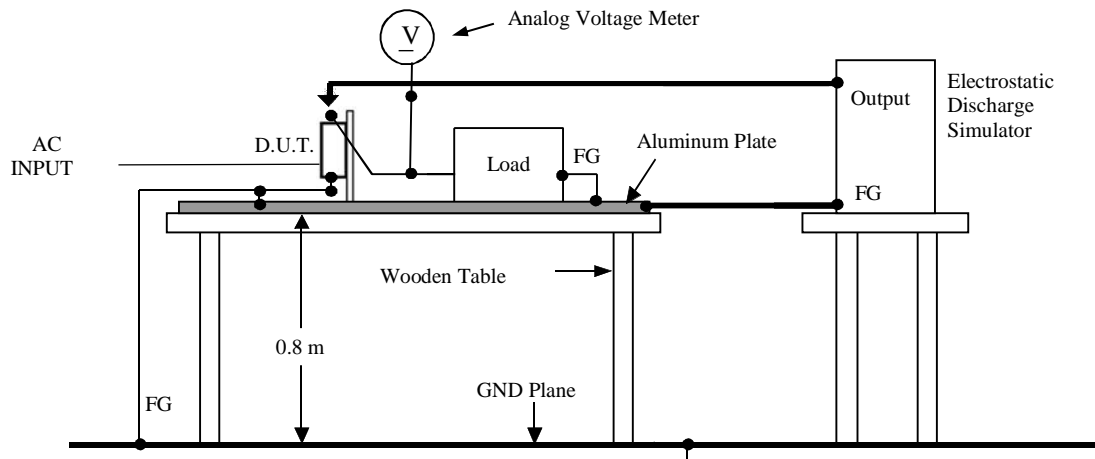 Analog Voltage Meter
V
Output
Electrostatic
Discharge
Simulator
AC
INPUT
D.U.T.
Load
FG
Aluminum Plate
FG
Wooden Table
0.8 m
FG
GND Plane